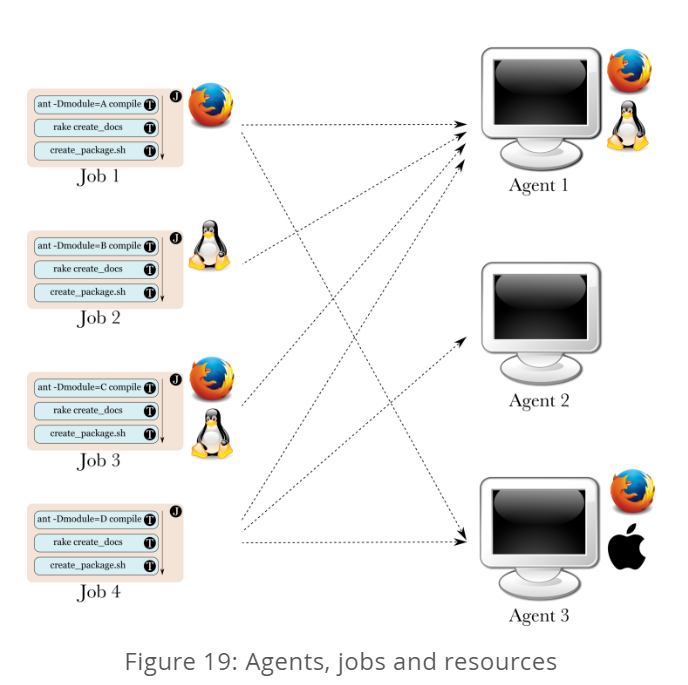 ant -Dmodule=A compile T
J
rake create_docs T
create_package.sh T
Job 1
Agent 1
ant -Dmodule=B compile T
J
rake create_docs T
create_package.sh T
Job 2
ant -Dmodule=C compile T
J
rake create_docs T
create_package.sh T
Job 3
Agent 2
ant -Dmodule=D compile T
J
rake create_docs T
create_package.sh T
Job 4
Agent 3
Figure 19: Agents, jobs and resources